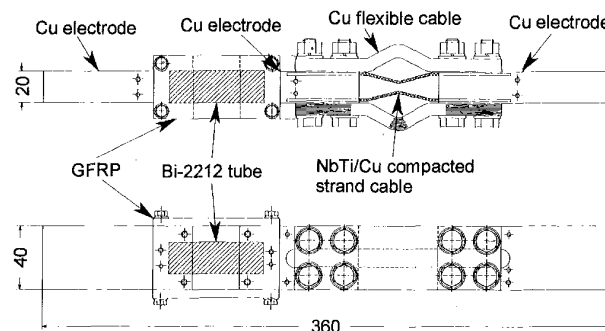 Cu electrode
Cu electrode
Cu flexible cable
Cu electrode
20
GFRP
Bi-2212 tube
NbTi/Cu compacted
strand cable
40
360